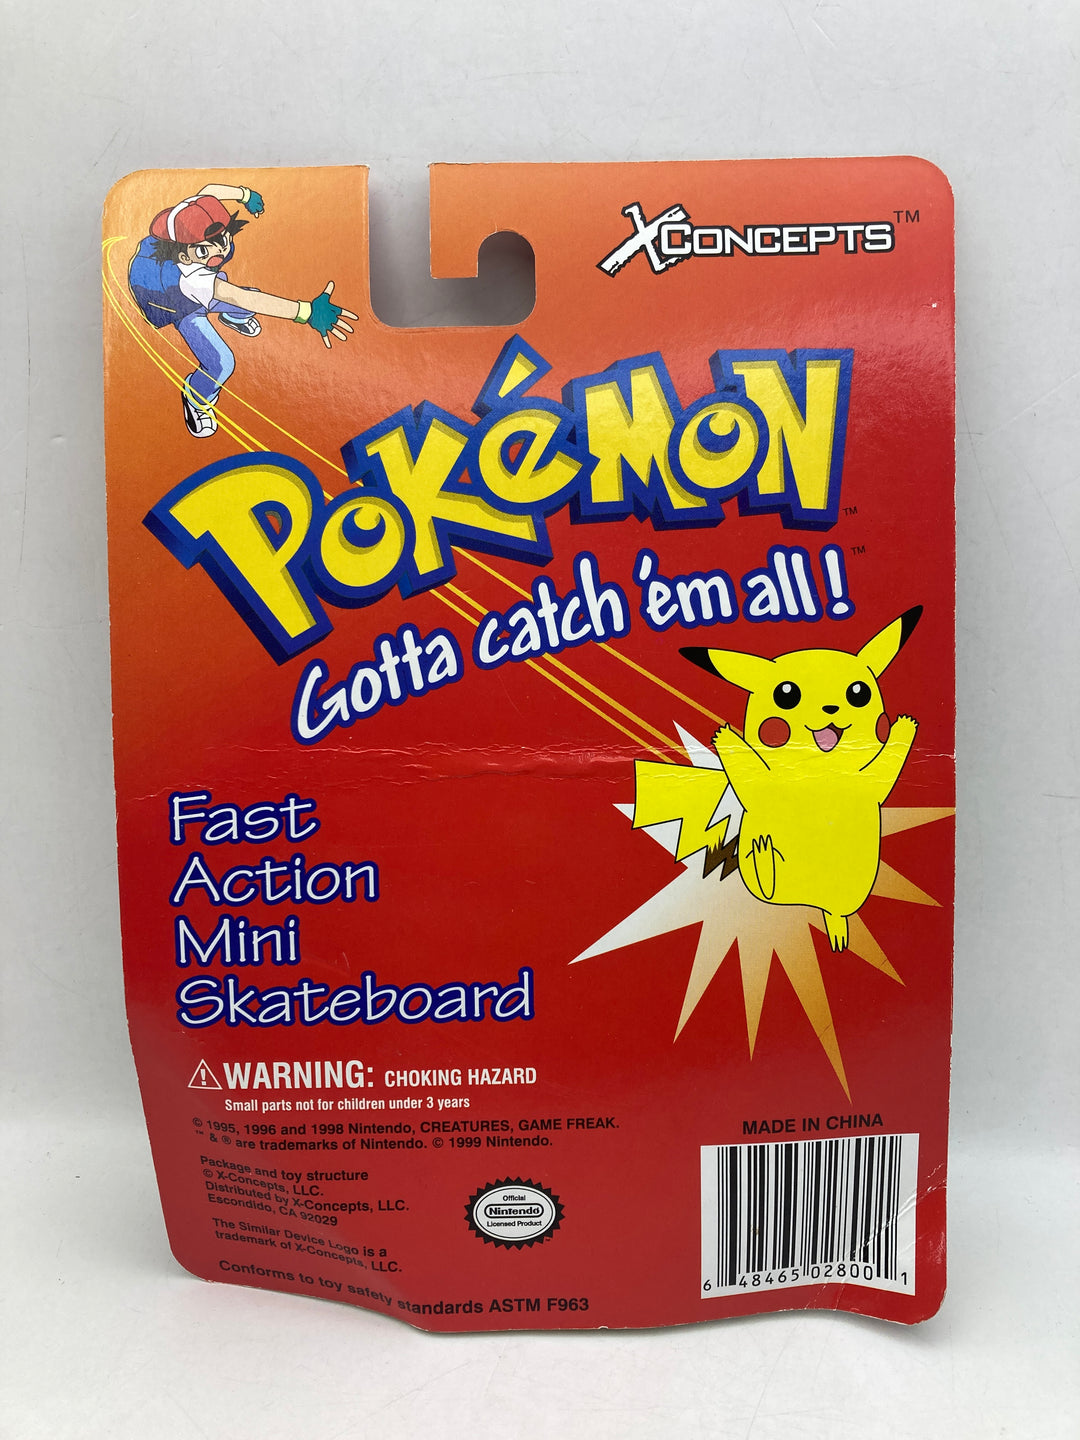 XCONCEPTS™
POKéMON™
Gotta catch 'em all!™
Fast
Action
Mini
Skateboard
WARNING: CHOKING HAZARD
Small parts not for children under 3 years
© 1995, 1996 and 1998 Nintendo, CREATURES, GAME FREAK.
™ & ® are trademarks of Nintendo. © 1999 Nintendo.
Package and toy structure
© X-Concepts, LLC.
Distributed by X-Concepts, LLC.
Escondido, CA 92029
The Similar Device Logo is a
trademark of X-Concepts, LLC.
Conforms to toy safety standards ASTM F963
Official
Nintendo
Licensed Product
MADE IN CHINA
6 48465 02800 1